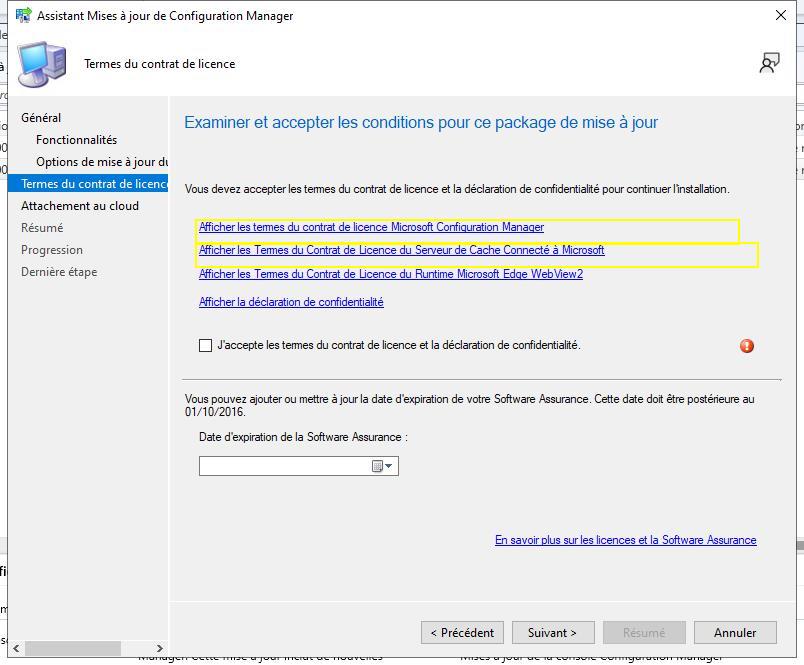 Assistant Mises à jour de Configuration Manager
Termes du contrat de licence
Général
Fonctionnalités
Options de mise à jour du
Termes du contrat de licence
Attachement au cloud
Résumé
Progression
Dernière étape
Examiner et accepter les conditions pour ce package de mise à jour
Vous devez accepter les termes du contrat de licence et la déclaration de confidentialité pour continuer l'installation.
Afficher les termes du contrat de licence Microsoft Configuration Manager
Afficher les Termes du Contrat de Licence du Serveur de Cache Connecté à Microsoft
Afficher les Termes du Contrat de Licence du Runtime Microsoft Edge WebView2
Afficher la déclaration de confidentialité
J'accepte les termes du contrat de licence et la déclaration de confidentialité.
Vous pouvez ajouter ou mettre à jour la date d'expiration de votre Software Assurance. Cette date doit être postérieure au
01/10/2016.
Date d'expiration de la Software Assurance :
En savoir plus sur les licences et la Software Assurance
< Précédent
Suivant >
Résumé
Annuler
Manager. Cette mise à jour inclut de nouvelles
Mises à jour de la console Configuration Manager